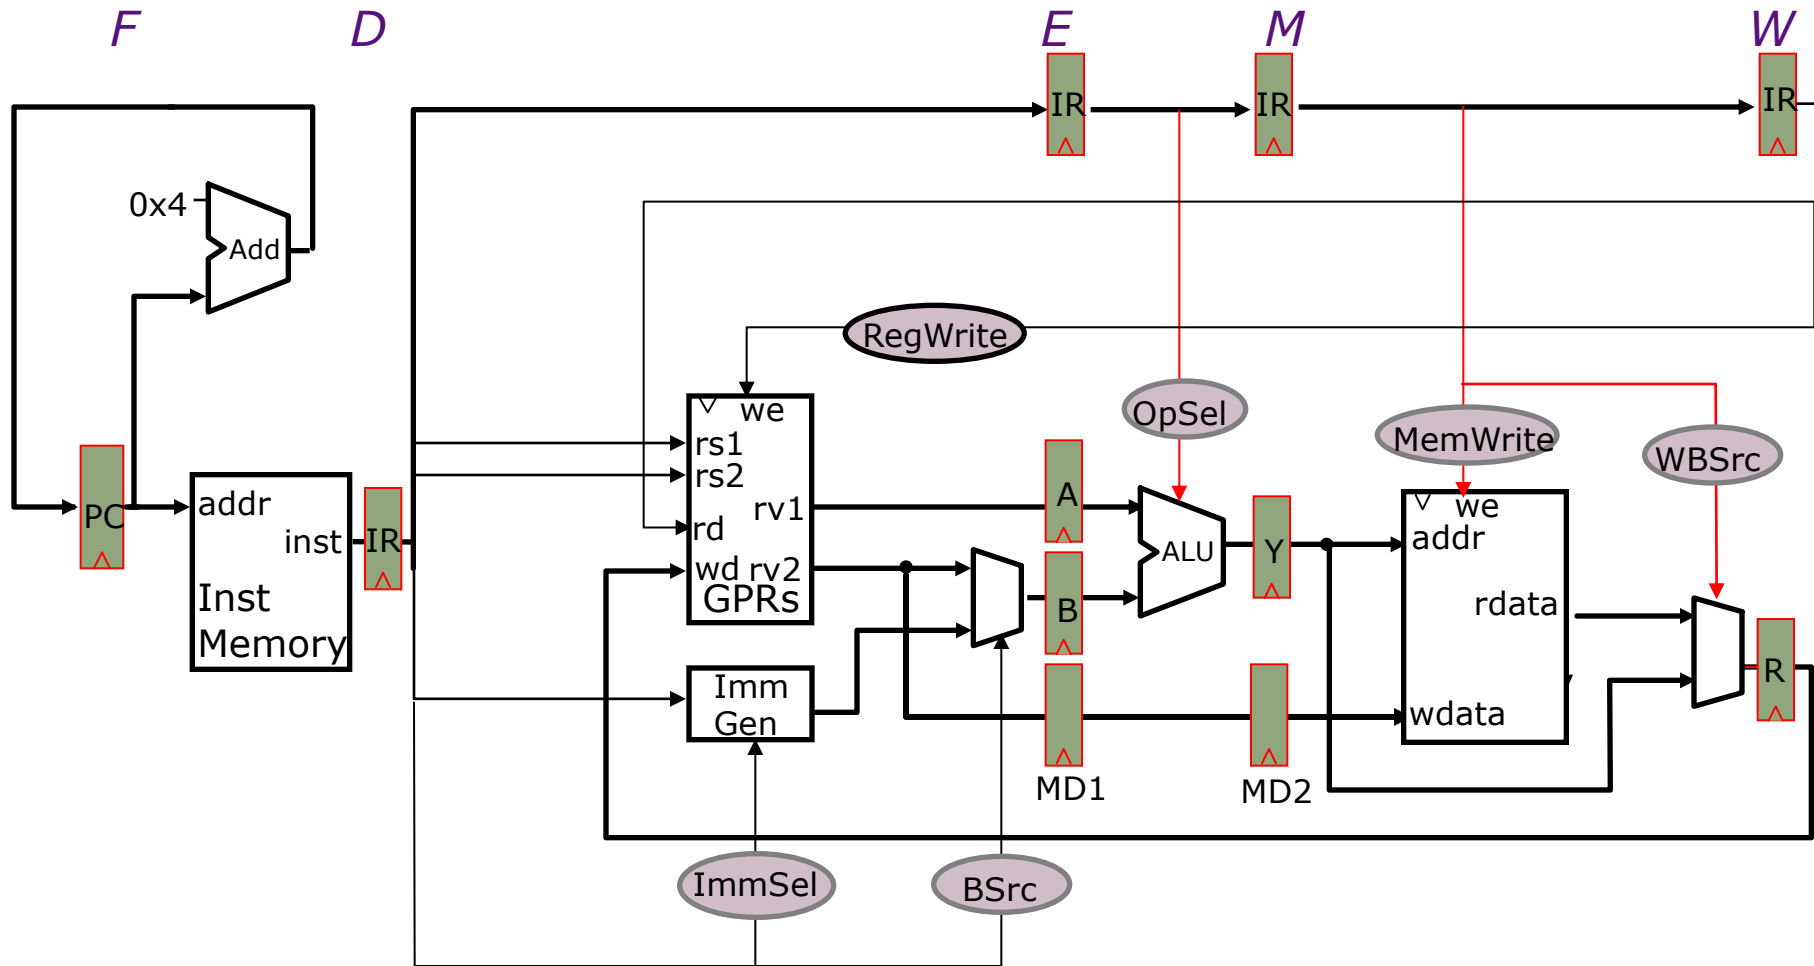 F D E M W
IR IR IR
0x4
Add
RegWrite
we
OpSel
MemWrite
WBSrc
rs1
rs2
rv1
rd
wd rv2
GPRs
PC
addr
inst
Inst
Memory
IR
A
B
ALU
Y
we
addr
rdata
wdata
R
Imm
Gen
MD1
MD2
ImmSel
BSrc